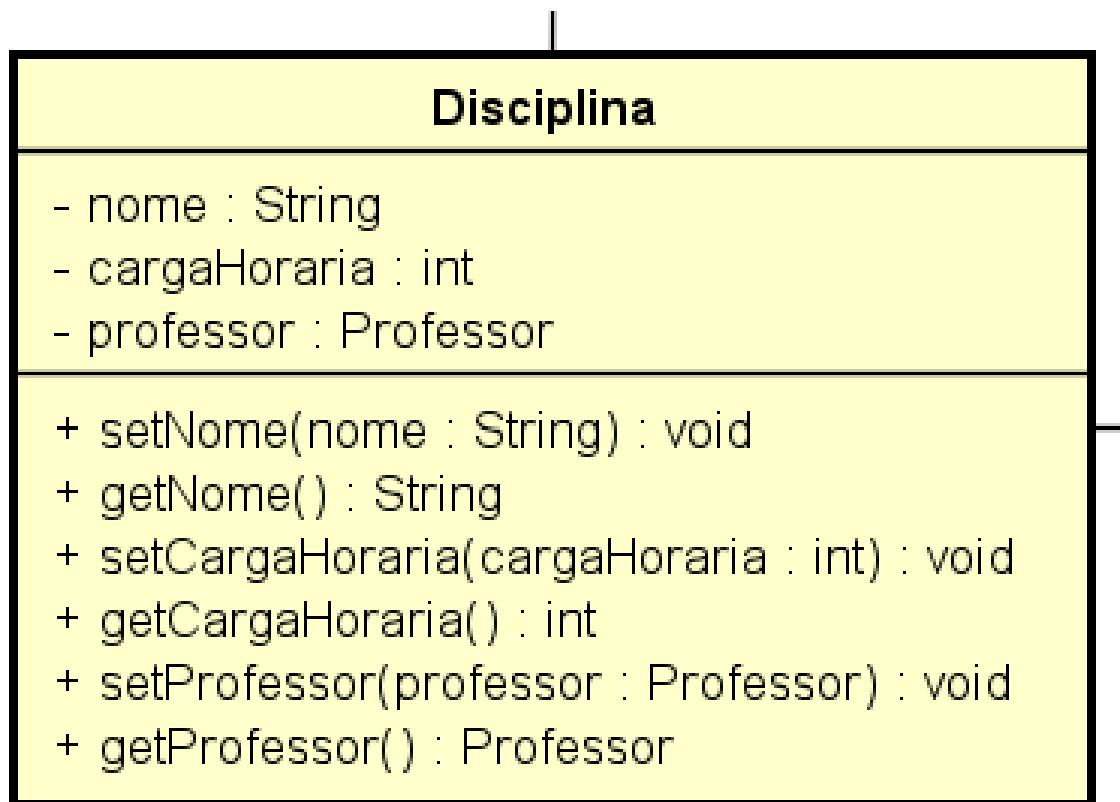 Disciplina
- nome : String
- cargaHoraria : int
- professor : Professor
+ setNome(nome : String) : void
+ getNome() : String
+ setCargaHoraria(cargaHoraria : int) : void
+ getCargaHoraria() : int
+ setProfessor(professor : Professor) : void
+ getProfessor() : Professor